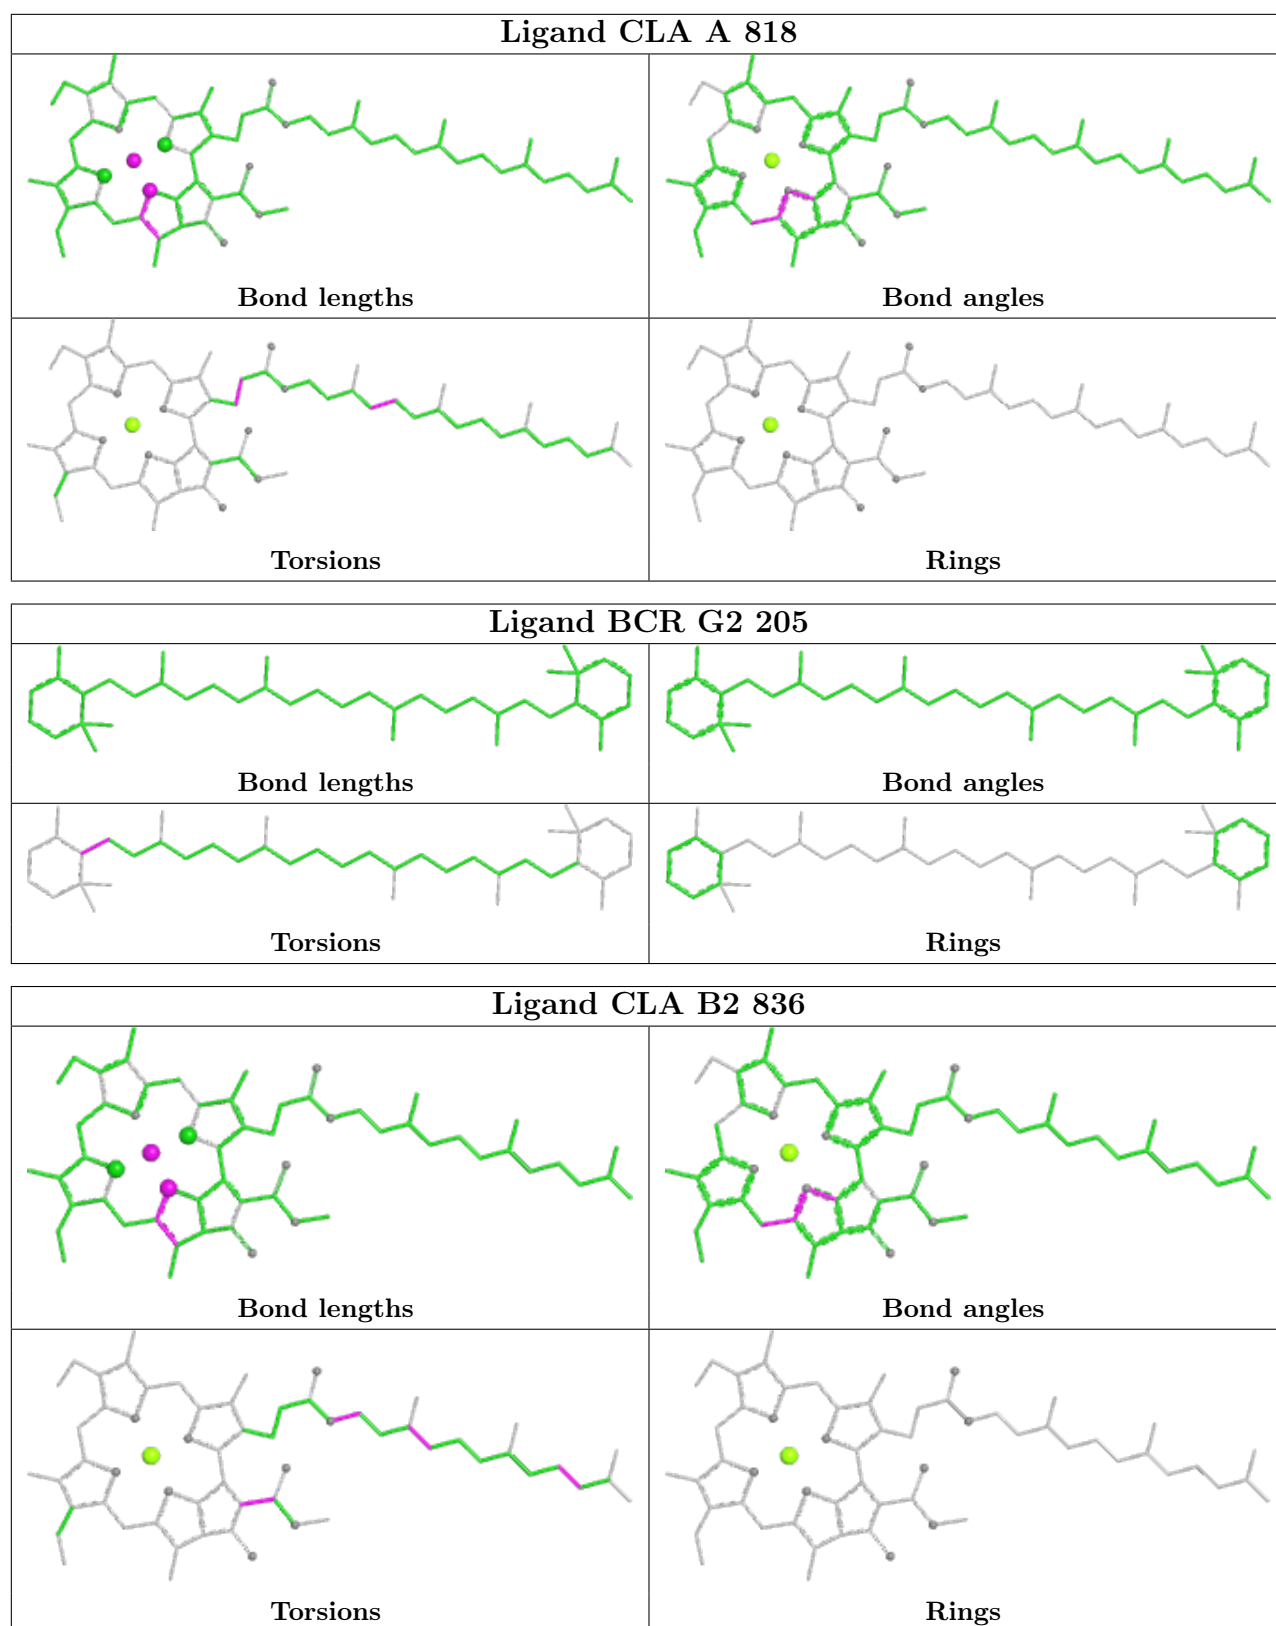 Ligand CLA A 818
Bond lengths
Bond angles
Torsions
Rings
Ligand BCR G2 205
Bond lengths
Bond angles
Torsions
Rings
Ligand CLA B2 836
Bond lengths
Bond angles
Torsions
Rings